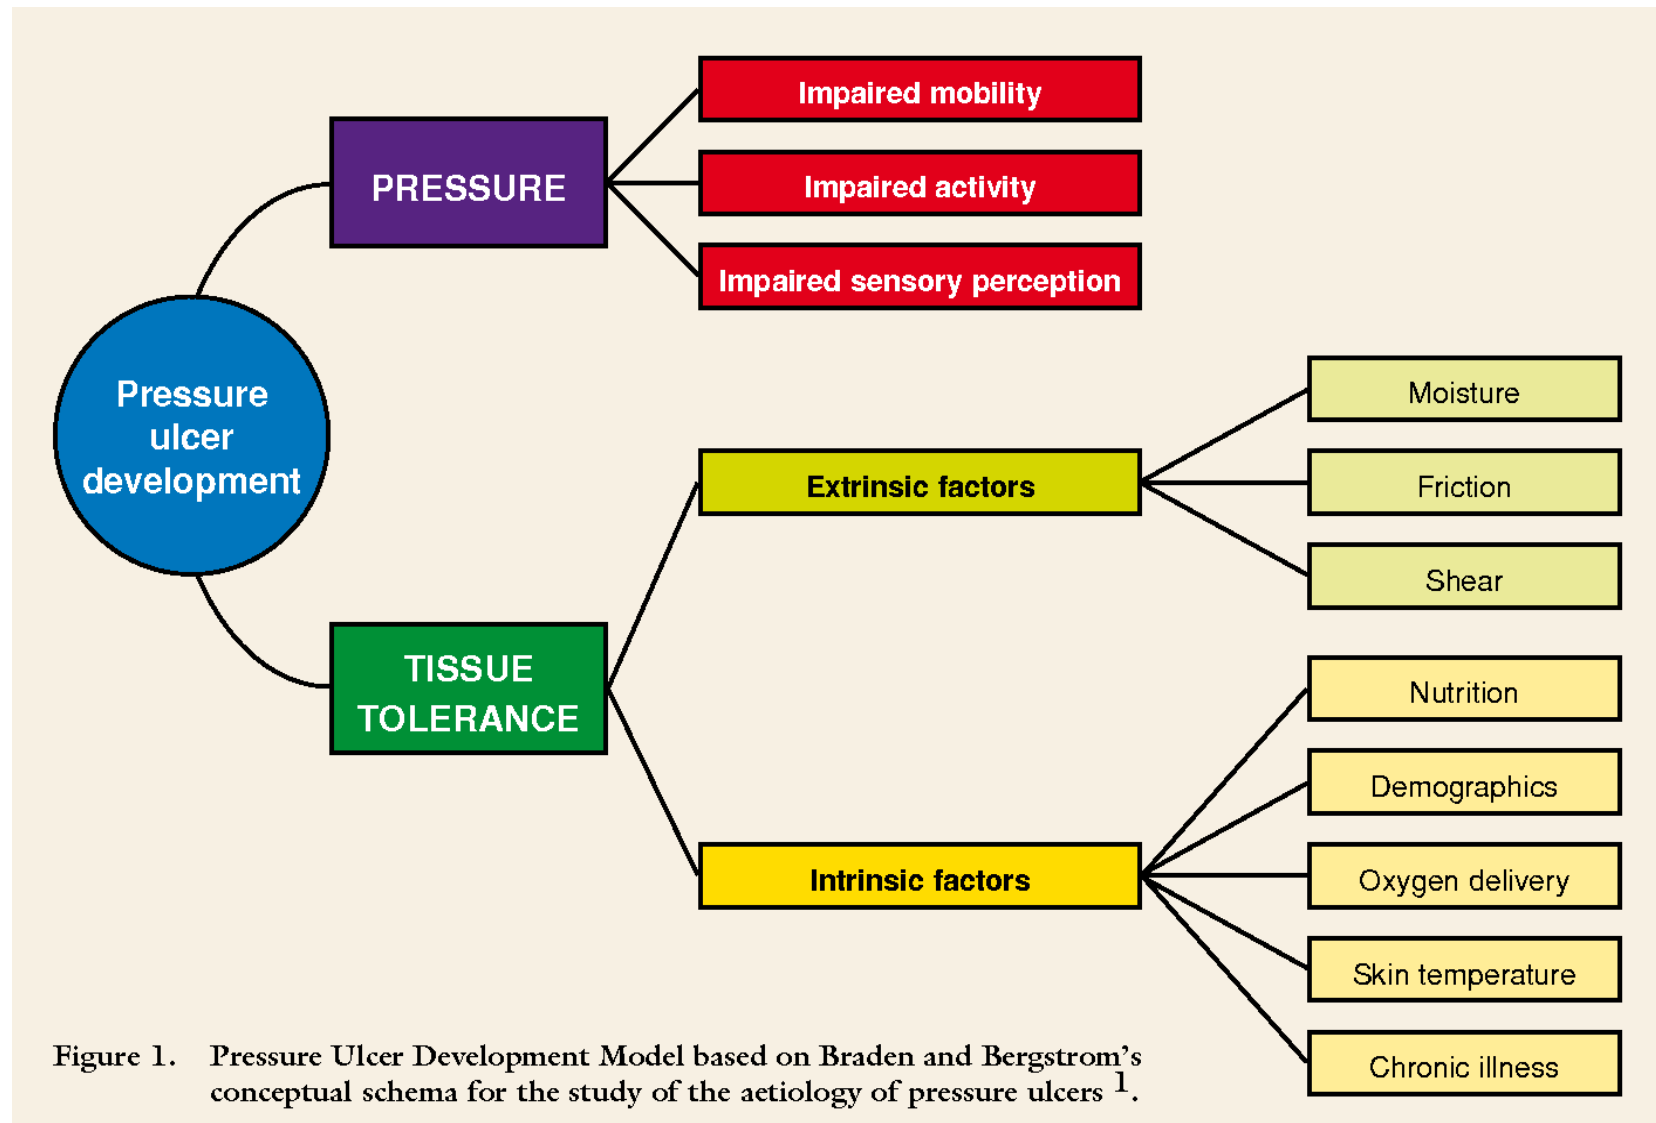 Impaired mobility
PRESSURE
Impaired activity
Impaired sensory perception
Pressure
ulcer
development
Moisture
Extrinsic factors
Friction
Shear
TISSUE
TOLERANCE
Nutrition
Demographics
Intrinsic factors
Oxygen delivery
Skin temperature
Chronic illness
Figure 1. Pressure Ulcer Development Model based on Braden and Bergstrom's
conceptual schema for the study of the aetiology of pressure ulcers 1.